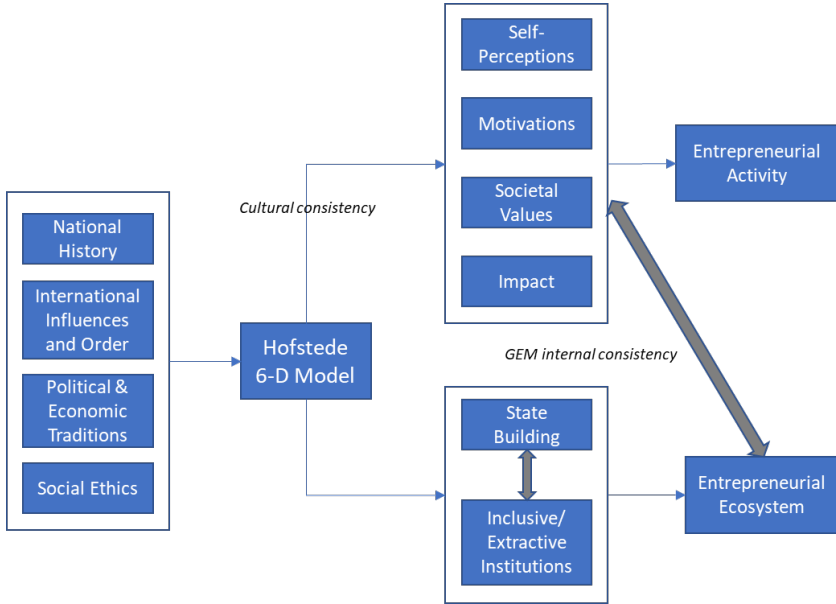 National
History
International
Influences
and Order
Political &
Economic
Traditions
Social Ethics
Hofstede
6-D Model
Cultural consistency
Self-
Perceptions
Motivations
Societal
Values
Impact
Entrepreneurial
Activity
GEM internal consistency
State
Building
Inclusive/
Extractive
Institutions
Entrepreneurial
Ecosystem